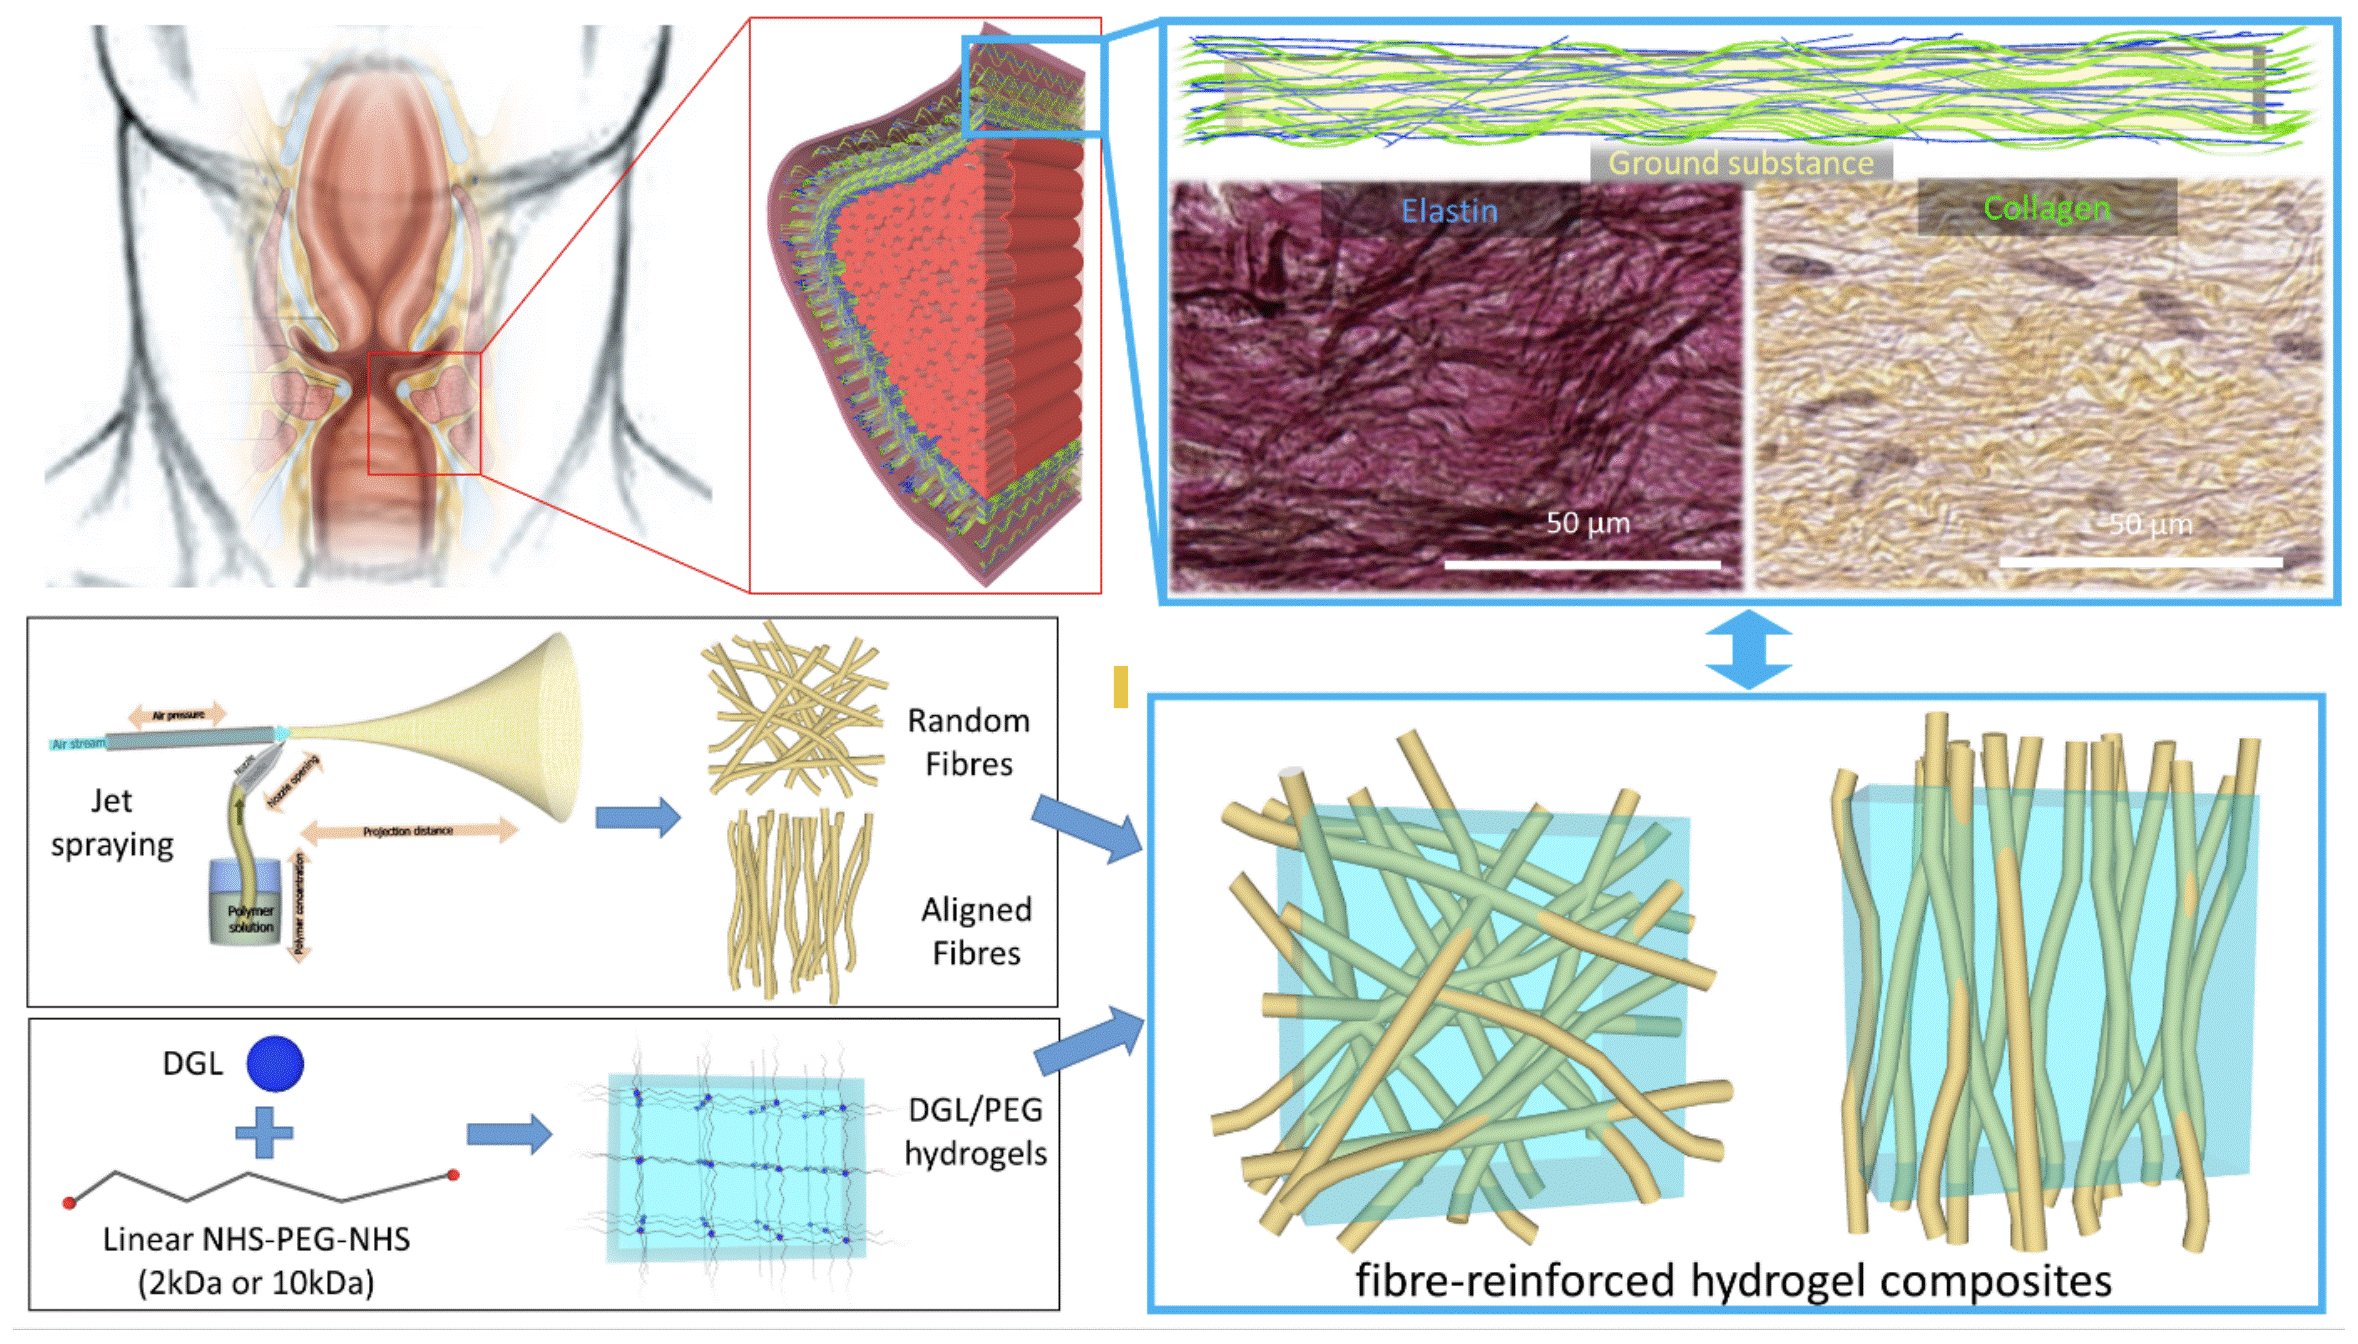 Ground substance
Elastin
Collagen
50 µm
50 µm
Air pressure
Air stream
Nozzle
Nozzle opening
Jet
spraying
Projection distance
Polymer concentration
Polymer
solution
Random
Fibres
Aligned
Fibres
DGL
Linear NHS-PEG-NHS
(2kDa or 10kDa)
DGL/PEG
hydrogels
fibre-reinforced hydrogel composites